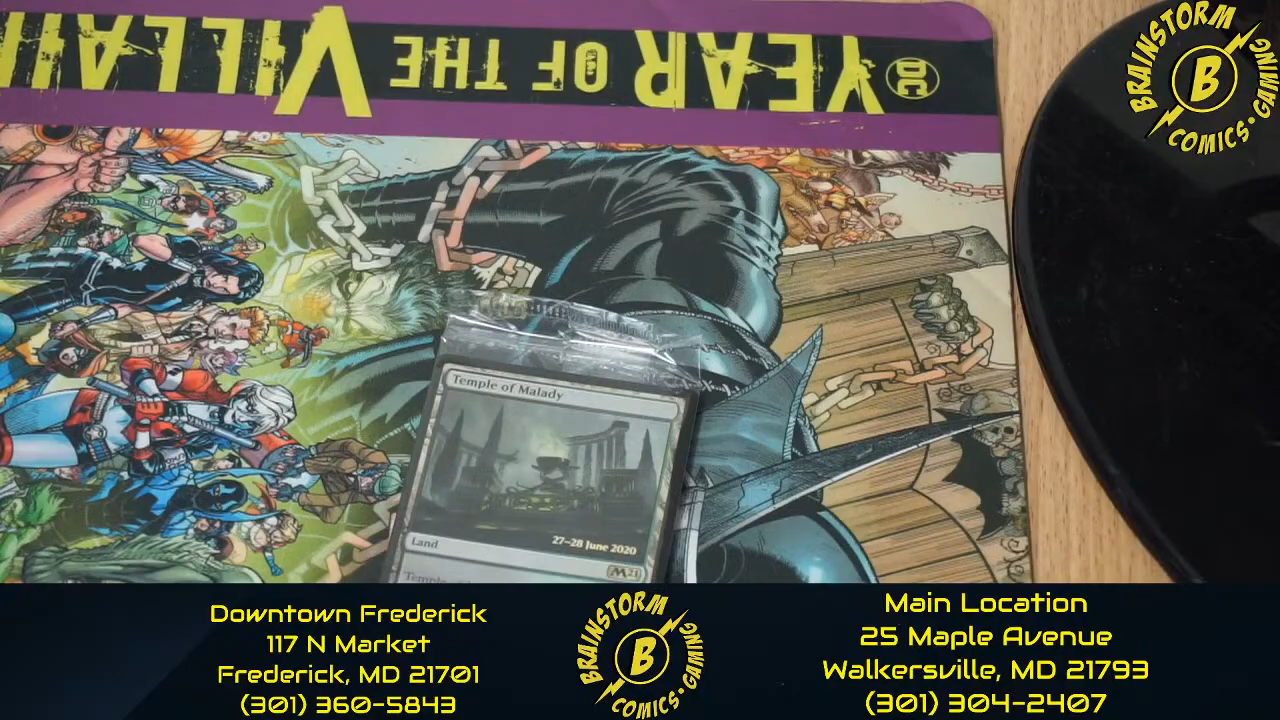 DC YEAR OF THE VILLAIN
BRAINSTORM
B
COMICS • GAMING
Temple of Malady
27–28 June 2020
Land
M21
Downtown Frederick
117 N Market
Frederick, MD 21701
(301) 360-5843
BRAINSTORM
B
COMICS • GAMING
Main Location
25 Maple Avenue
Walkersville, MD 21793
(301) 304-2407